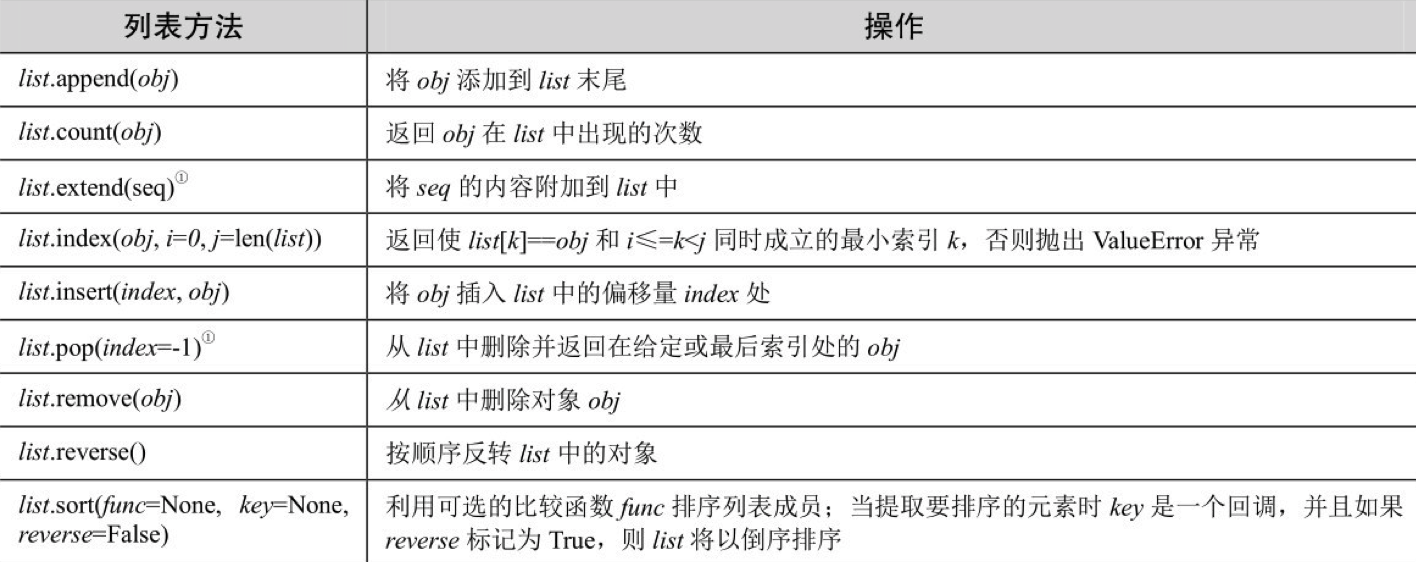 列表方法 操作
list.append(obj) 将 obj 添加到 list 末尾
list.count(obj) 返回 obj 在 list 中出现的次数
list.extend(seq)① 将 seq 的内容附加到 list 中
list.index(obj, i=0, j=len(list)) 返回使 list[k]==obj 和 i≤=k<j 同时成立的最小索引 k，否则抛出 ValueError 异常
list.insert(index, obj) 将 obj 插入 list 中的偏移量 index 处
list.pop(index=-1)① 从 list 中删除并返回在给定或最后索引处的 obj
list.remove(obj) 从 list 中删除对象 obj
list.reverse() 按顺序反转 list 中的对象
list.sort(func=None, key=None, 利用可选的比较函数 func 排序列表成员；当提取要排序的元素时 key 是一个回调，并且如果
reverse=False) reverse 标记为 True，则 list 将以倒序排序